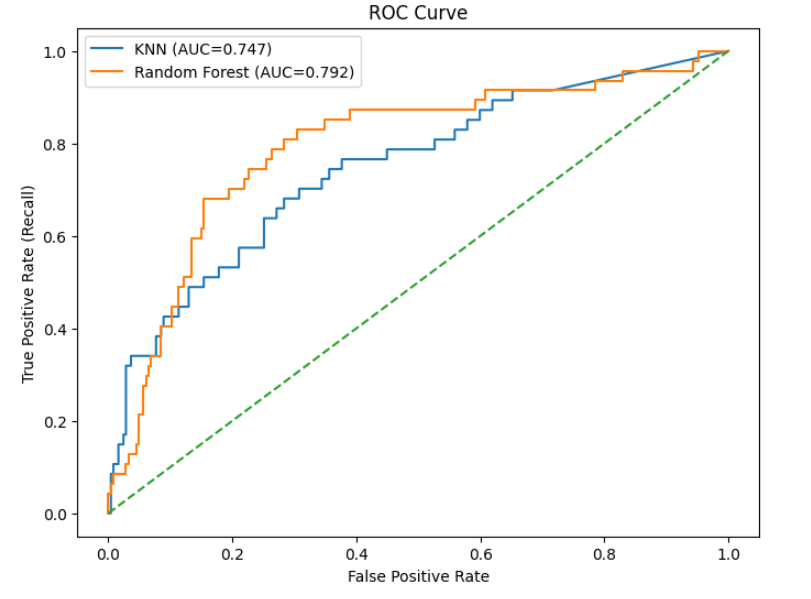 ROC Curve
KNN (AUC=0.747)
Random Forest (AUC=0.792)
True Positive Rate (Recall)
1.0
0.8
0.6
0.4
0.2
0.0
0.0 0.2 0.4 0.6 0.8 1.0
False Positive Rate